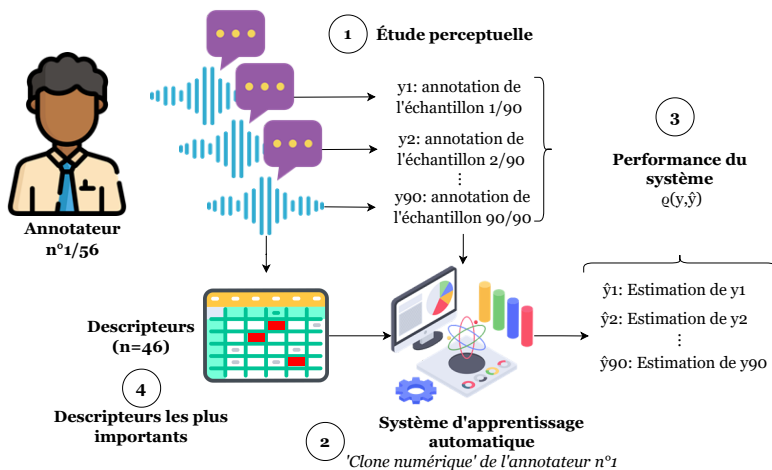 1
Étude perceptuelle
y1: annotation de
l'échantillon 1/90
y2: annotation de
l'échantillon 2/90
⋮
y90: annotation de
l'échantillon 90/90
3
Performance du
système
ϱ(y,ŷ)
Annotateur
n°1/56
Descripteurs
(n=46)
4
Descripteurs les plus
importants
2
Système d'apprentissage
automatique
'Clone numérique' de l'annotateur n°1
ŷ1: Estimation de y1
ŷ2: Estimation de y2
⋮
ŷ90: Estimation de y90